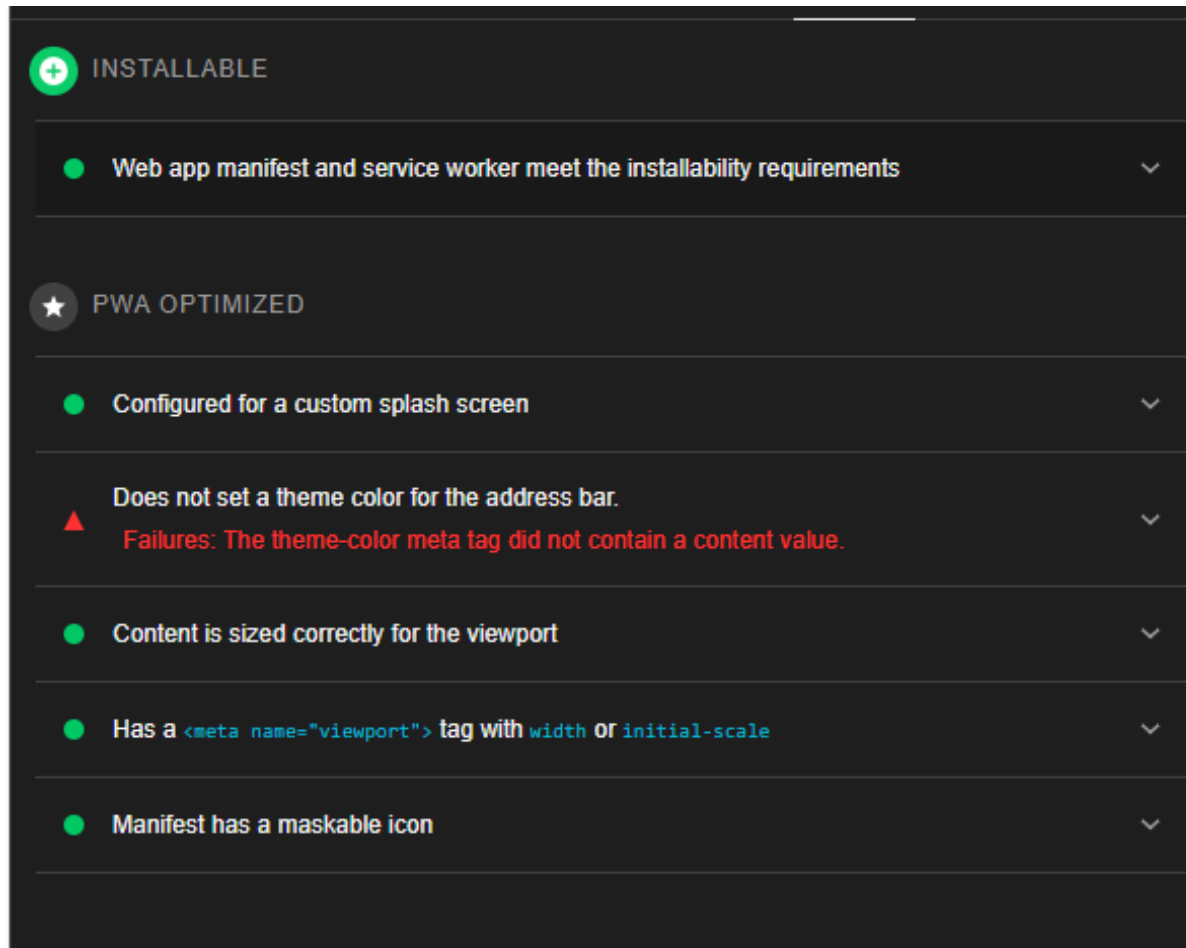 INSTALLABLE
Web app manifest and service worker meet the installability requirements
PWA OPTIMIZED
Configured for a custom splash screen
Does not set a theme color for the address bar.
Failures: The theme-color meta tag did not contain a content value.
Content is sized correctly for the viewport
Has a <meta name="viewport"> tag with width or initial-scale
Manifest has a maskable icon